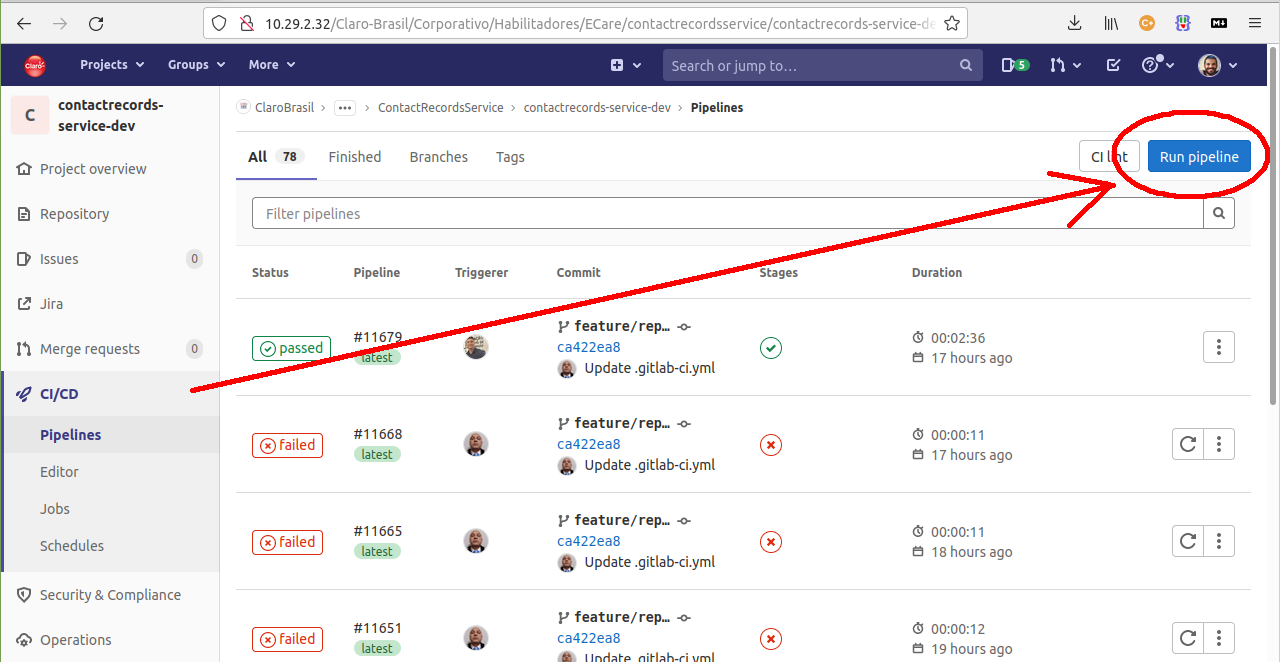 10.29.2.32/Claro-Brasil/Corporativo/Habilitadores/ECare/contactrecordsservice/contactrecords-service-de
Claro
Projects
Groups
More
Search or jump to…
5
C
contactrecords-service-dev
ClaroBrasil › ... › ContactRecordsService › contactrecords-service-dev › Pipelines
Project overview
Repository
Issues 0
Jira
Merge requests 0
CI/CD
Pipelines
Editor
Jobs
Schedules
Security & Compliance
Operations
All 78 Finished Branches Tags
CI lint
Run pipeline
Filter pipelines
Status Pipeline Triggerer Commit Stages Duration
passed
#11679
latest
feature/rep…
ca422ea8
Update .gitlab-ci.yml
00:02:36
17 hours ago
failed
#11668
latest
feature/rep…
ca422ea8
Update .gitlab-ci.yml
00:00:11
17 hours ago
failed
#11665
latest
feature/rep…
ca422ea8
Update .gitlab-ci.yml
00:00:11
18 hours ago
failed
#11651
latest
feature/rep…
ca422ea8
Update .gitlab-ci.yml
00:00:12
19 hours ago